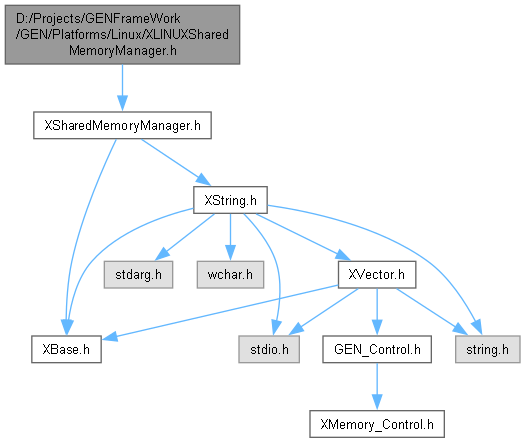 D:/Projects/GENFrameWork
/GEN/Platforms/Linux/XLINUXShared
MemoryManager.h
XSharedMemoryManager.h
XString.h
stdarg.h
wchar.h
XVector.h
XBase.h
stdio.h
GEN_Control.h
string.h
XMemory_Control.h